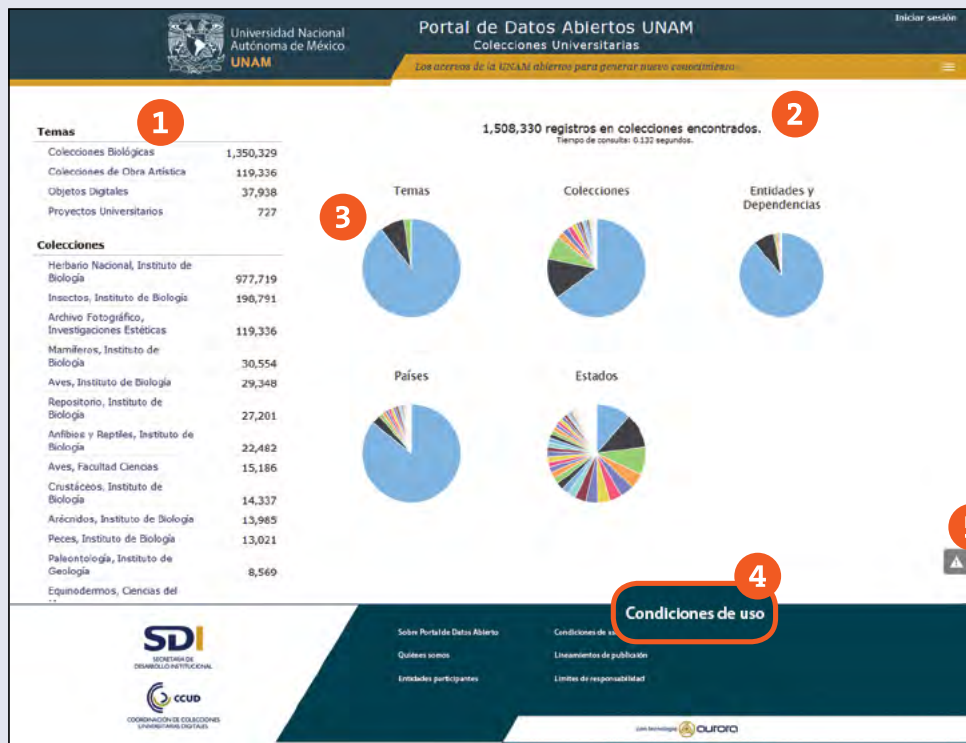 Universidad Nacional
Autónoma de México
UNAM
Portal de Datos Abiertos UNAM
Colecciones Universitarias
Iniciar sesión
Los acervos de la UNAM abiertos para generar nuevo conocimiento
1
2
3
4
Temas
Colecciones Biológicas 1,350,329
Colecciones de Obra Artística 119,336
Objetos Digitales 37,938
Proyectos Universitarios 727
Colecciones
Herbario Nacional, Instituto de
Biología 977,719
Insectos, Instituto de Biología 198,791
Archivo Fotográfico,
Investigaciones Estéticas 119,336
Mamíferos, Instituto de
Biología 30,554
Aves, Instituto de Biología 29,348
Repositorio, Instituto de
Biología 27,201
Anfibios y Reptiles, Instituto de
Biología 22,482
Aves, Facultad Ciencias 15,186
Crustáceos, Instituto de
Biología 14,337
Arácnidos, Instituto de Biología 13,985
Peces, Instituto de Biología 13,021
Paleontología, Instituto de
Geología 8,569
Equinodermos, Ciencias del
1,508,330 registros en colecciones encontrados.
Tiempo de consulta: 0.132 segundos.
Temas
Colecciones
Entidades y
Dependencias
Países
Estados
SDI
SECRETARÍA DE
DESARROLLO INSTITUCIONAL
CCUD
COORDINACIÓN DE COLECCIONES
UNIVERSITARIAS DIGITALES
Sobre Portal de Datos Abierto
Quiénes somos
Entidades participantes
Condiciones de uso
Condiciones de
Lineamientos de publicación
Límites de responsabilidad
con tecnología aurora